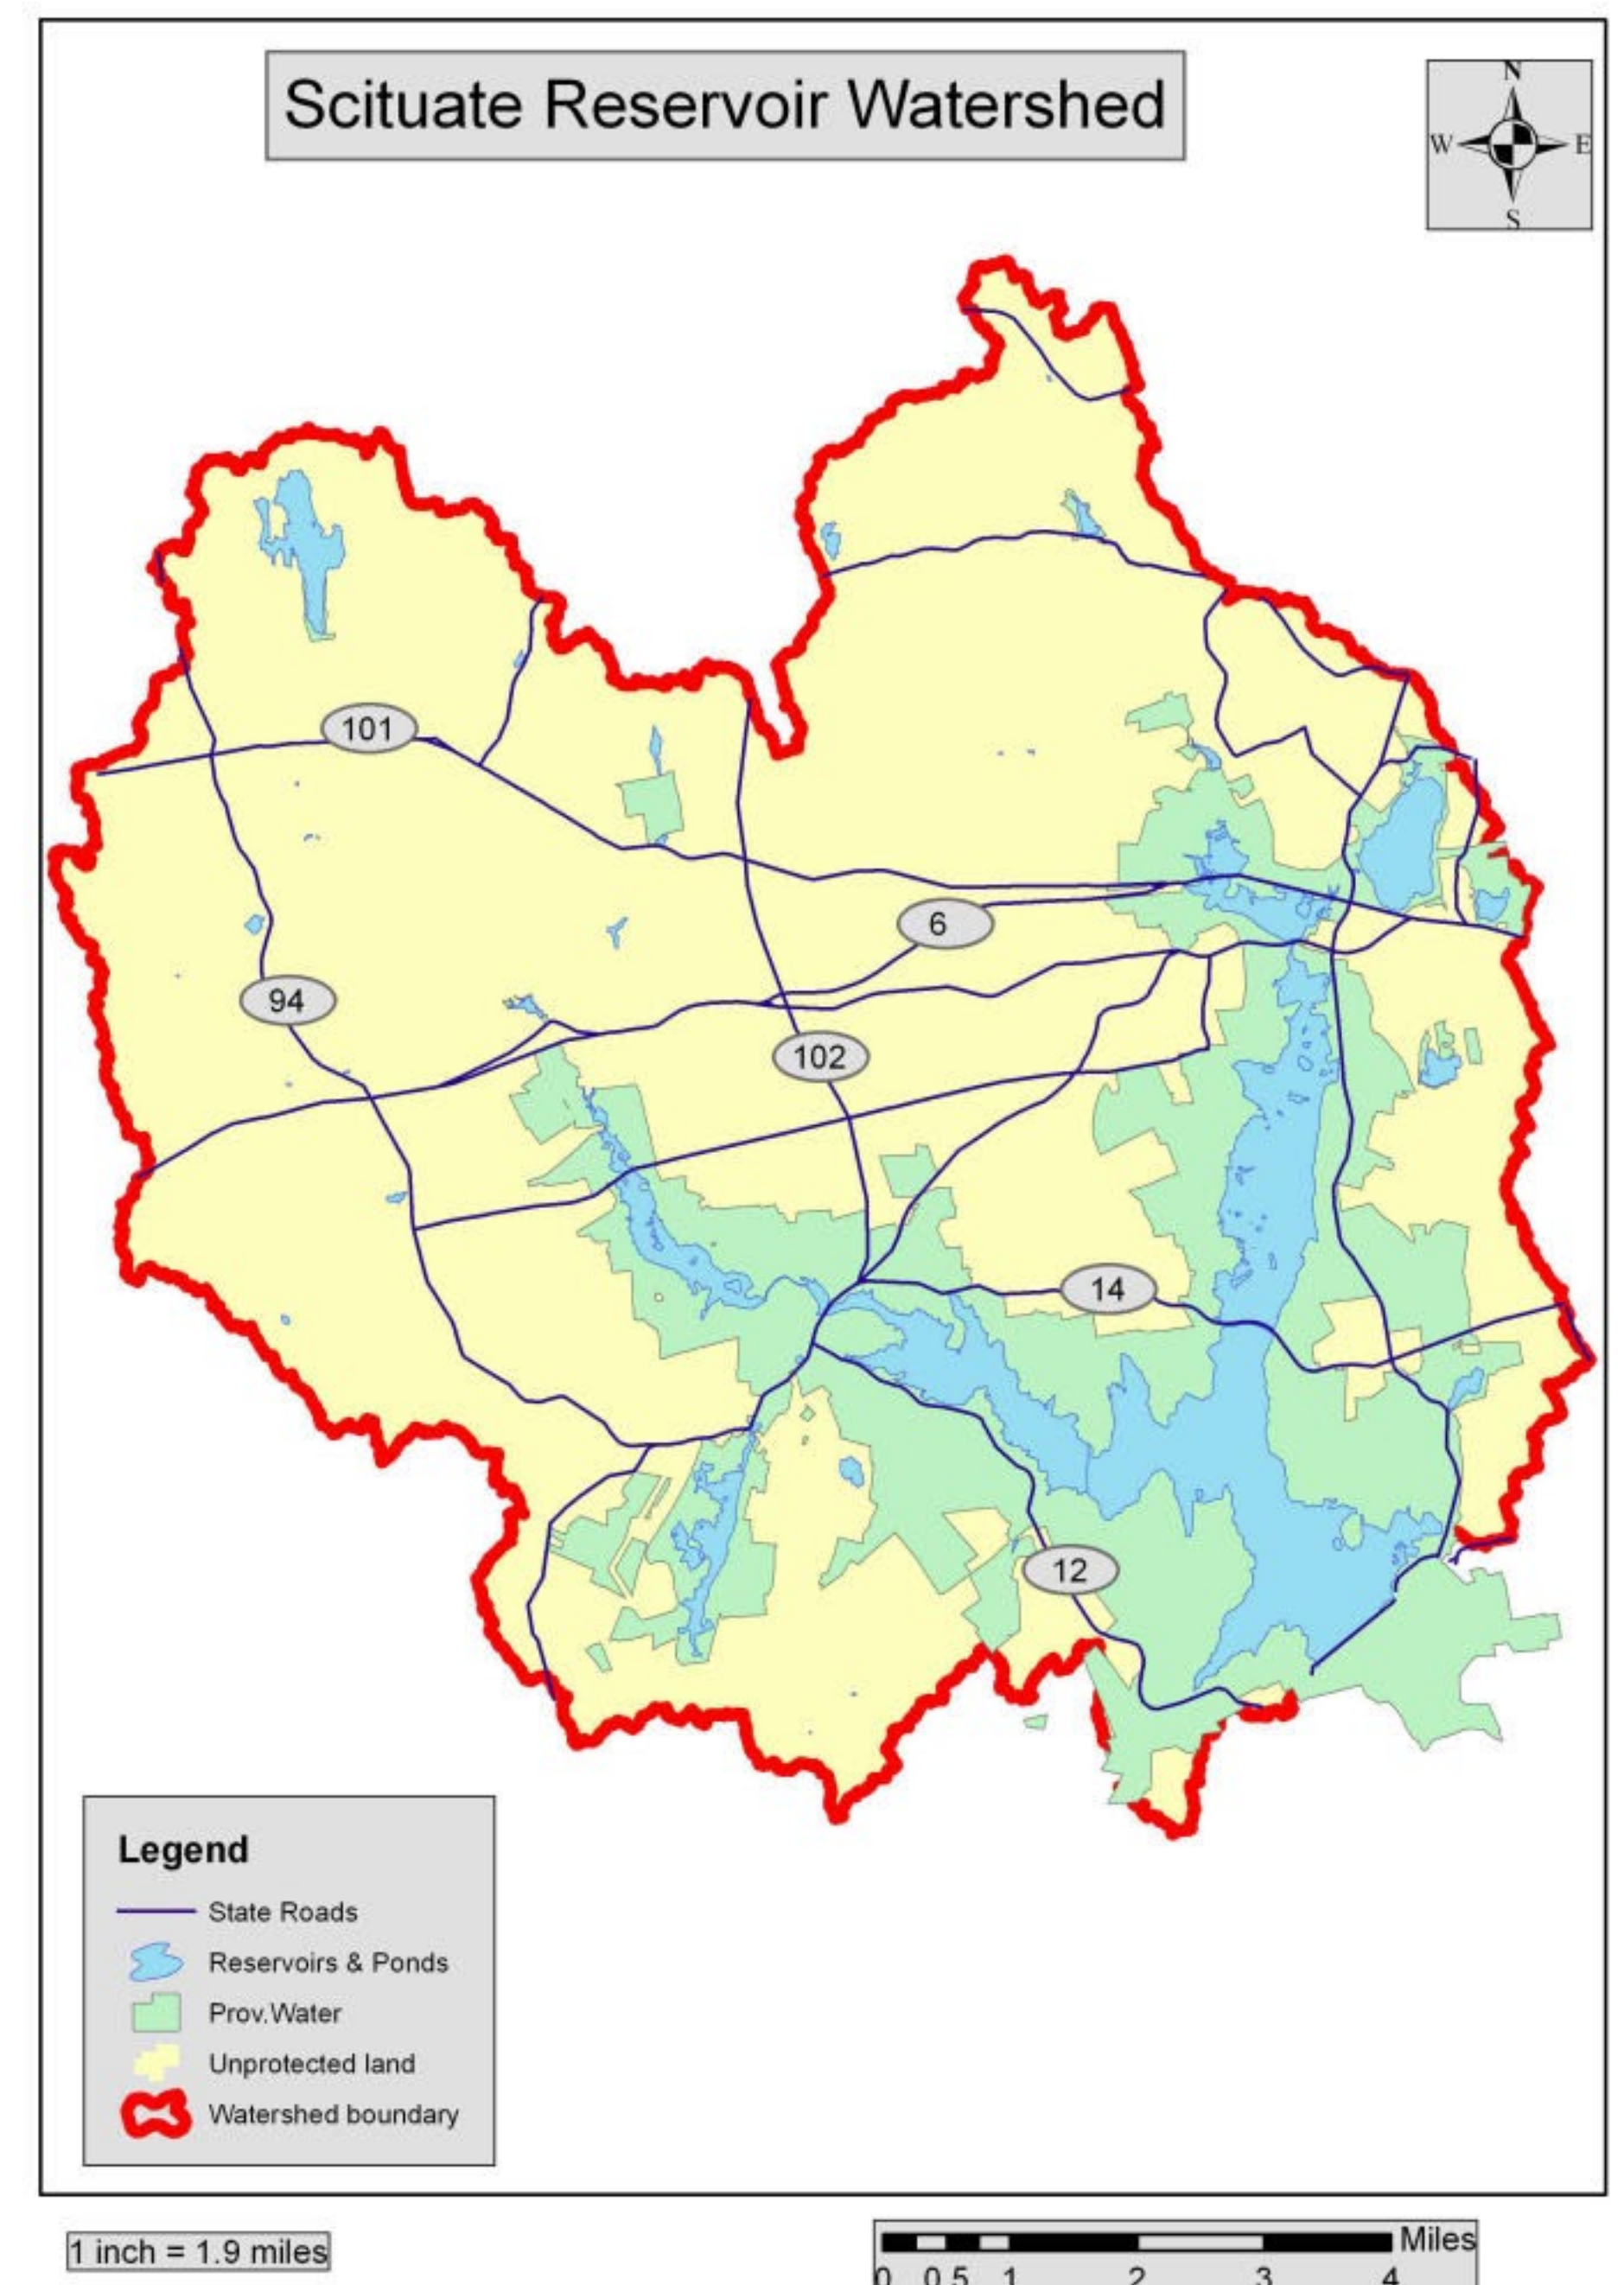 Scituate Reservoir Watershed
N
W E
S
101
6
94
102
14
12
Legend
State Roads
Reservoirs & Ponds
Prov.Water
Unprotected land
Watershed boundary
1 inch = 1.9 miles
Miles
0 0.5 1 2 3 4